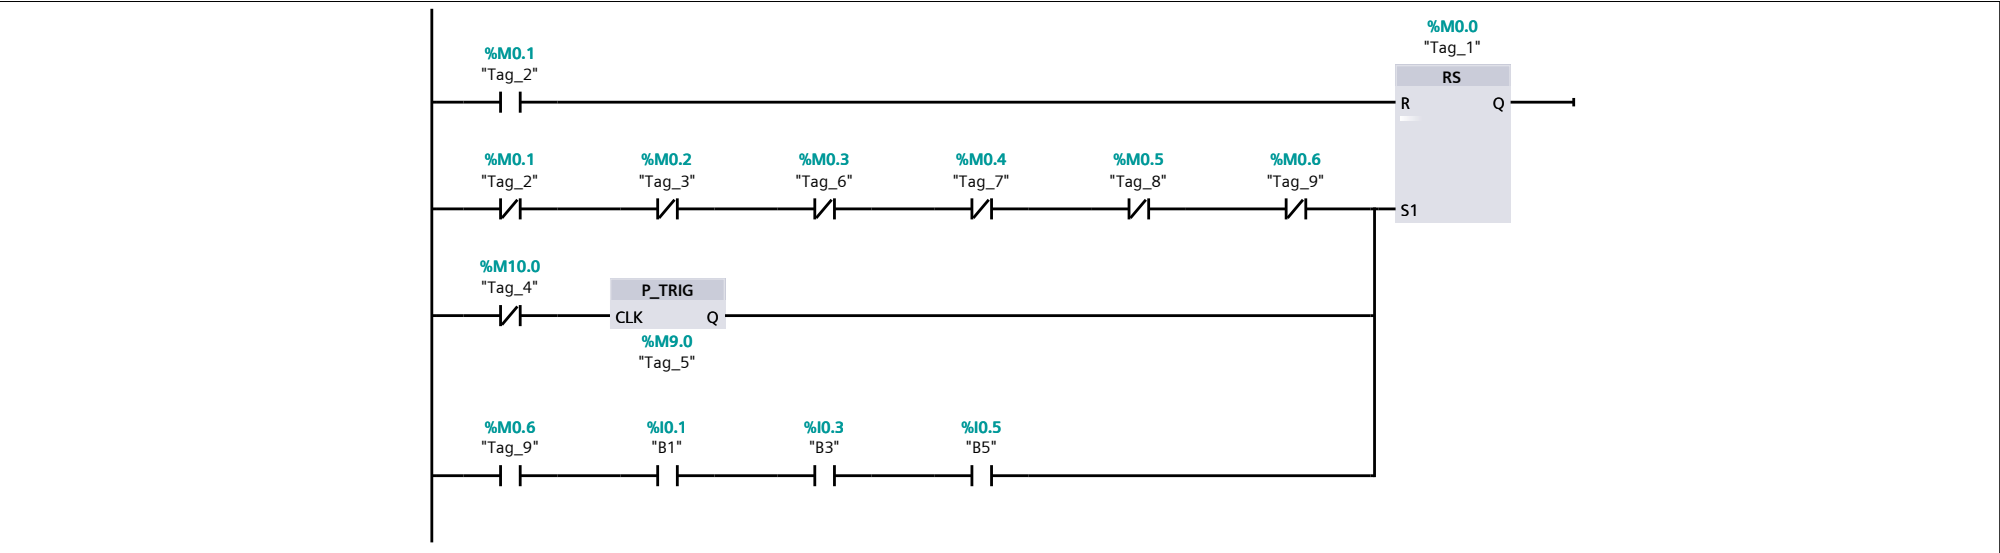 %M0.0
"Tag_1"
%M0.1
"Tag_2"
RS
R Q
%M0.1 %M0.2 %M0.3 %M0.4 %M0.5 %M0.6
"Tag_2" "Tag_3" "Tag_6" "Tag_7" "Tag_8" "Tag_9"
S1
%M10.0
"Tag_4"
P_TRIG
CLK Q
%M9.0
"Tag_5"
%M0.6 %I0.1 %I0.3 %I0.5
"Tag_9" "B1" "B3" "B5"